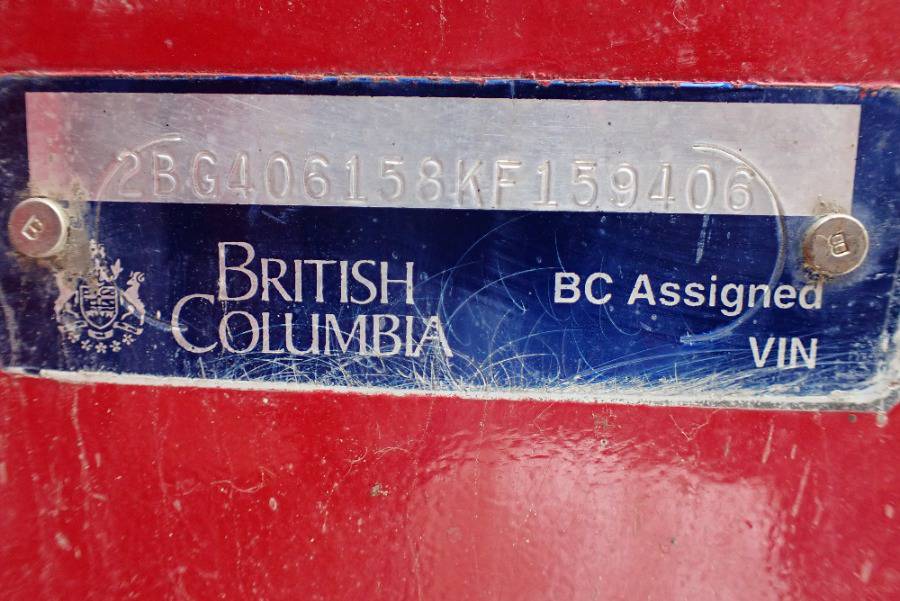 2BG406158KF159406
B
BRITISH
COLUMBIA
BC Assigned
VIN
B